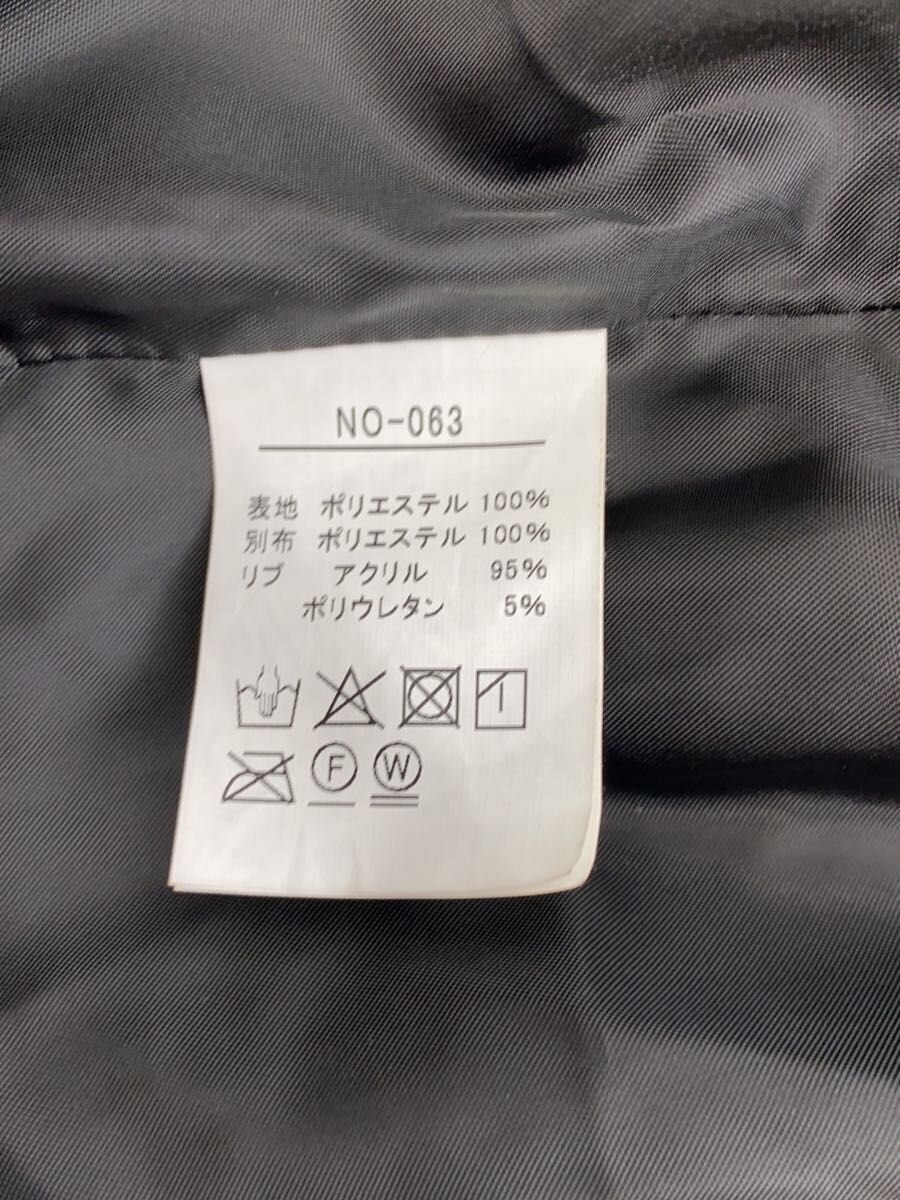 NO-063
表地 ポリエステル 100%
別布 ポリエステル 100%
リブ アクリル 95%
ポリウレタン 5%
F W